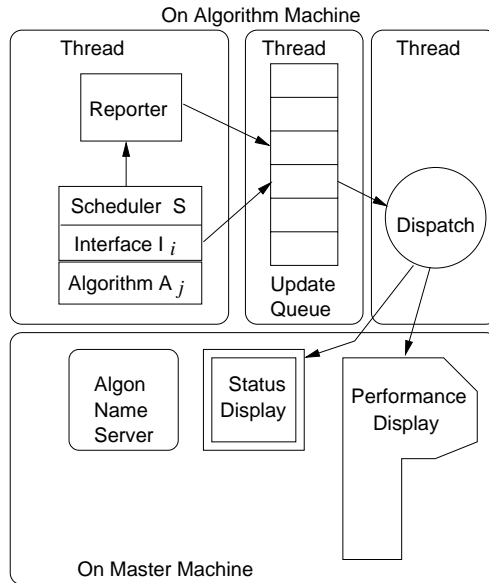 On Algorithm Machine
Thread
Thread
Thread
Reporter
Scheduler S
Interface I i
Algorithm A j
Dispatch
Update
Queue
Algon
Name
Server
Status
Display
Performance
Display
On Master Machine